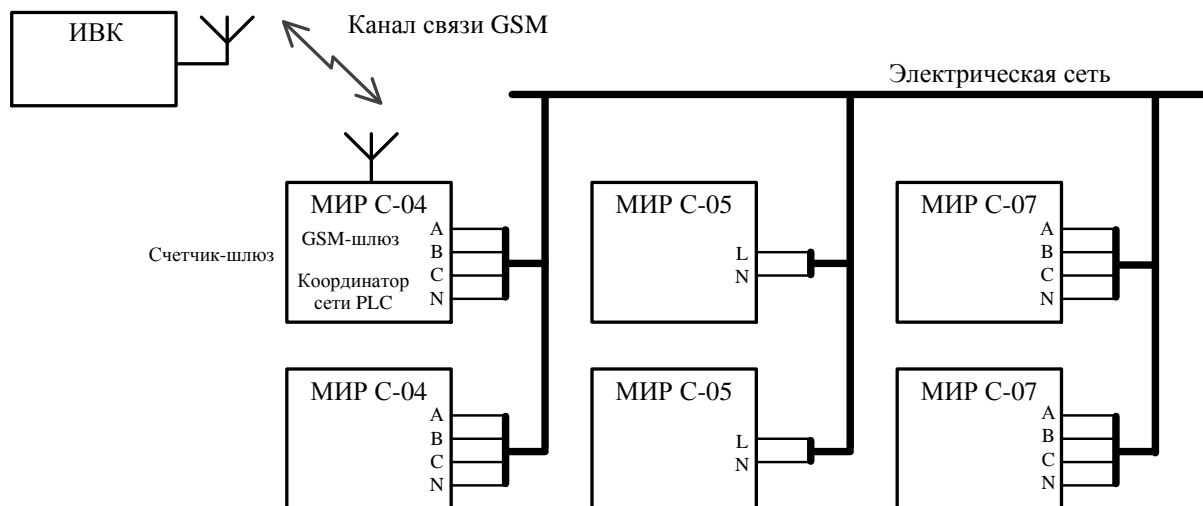 ИВК
Канал связи GSM
Электрическая сеть
Счетчик-шлюз
МИР С-04
GSM-шлюз
Координатор
сети PLC
A
B
C
N
МИР С-05
L
N
МИР С-07
A
B
C
N
МИР С-04
A
B
C
N
МИР С-05
L
N
МИР С-07
A
B
C
N